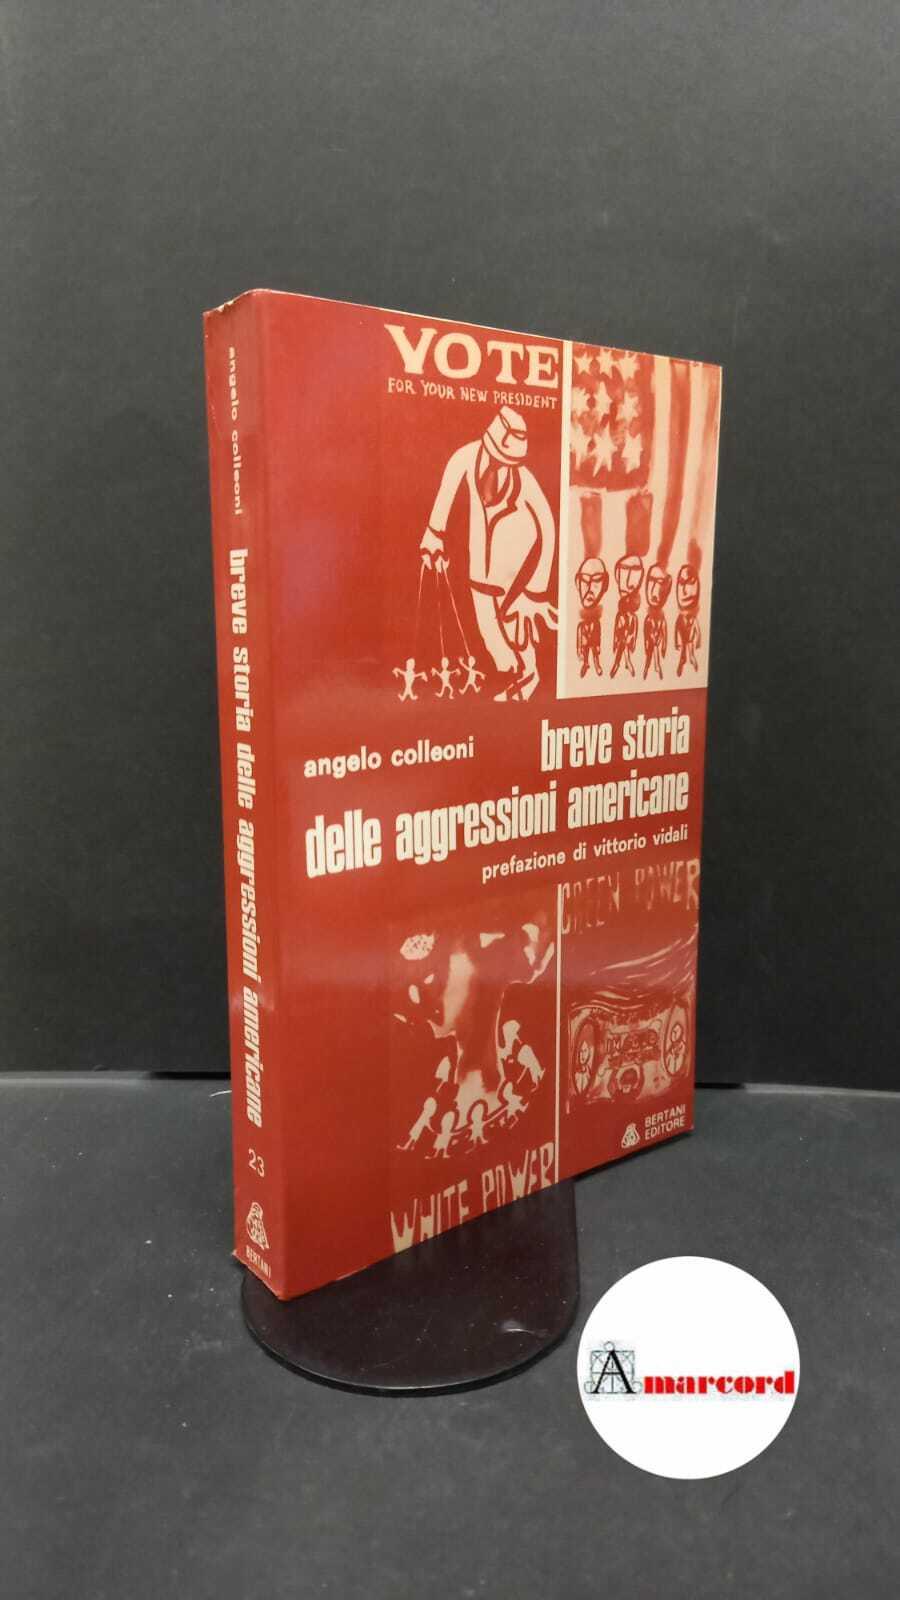 angelo colleoni
breve storia delle aggressioni americane
23
BERTANI
VOTE
FOR YOUR NEW PRESIDENT
angelo colleoni
breve storia
delle aggressioni americane
prefazione di vittorio vidali
GREEN POWER
WHITE POWER
BERTANI
EDITORE
Amarcord